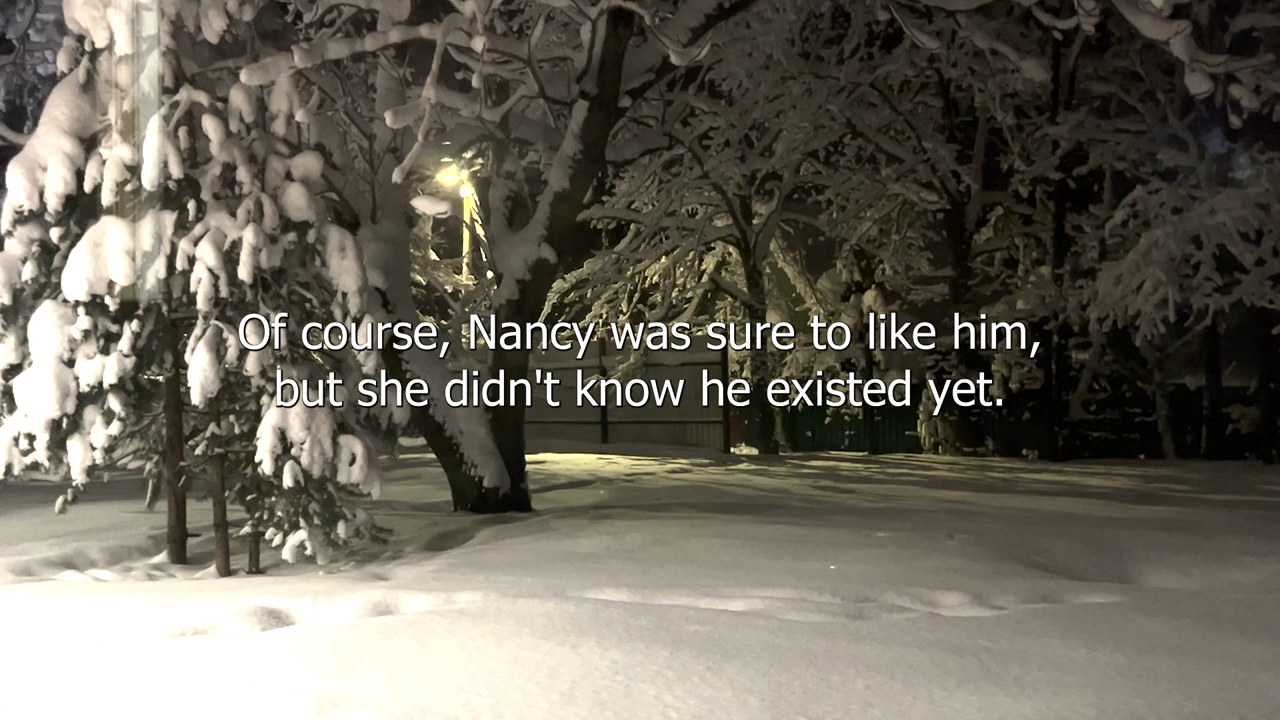 Of course, Nancy was sure to like him,
but she didn't know he existed yet.